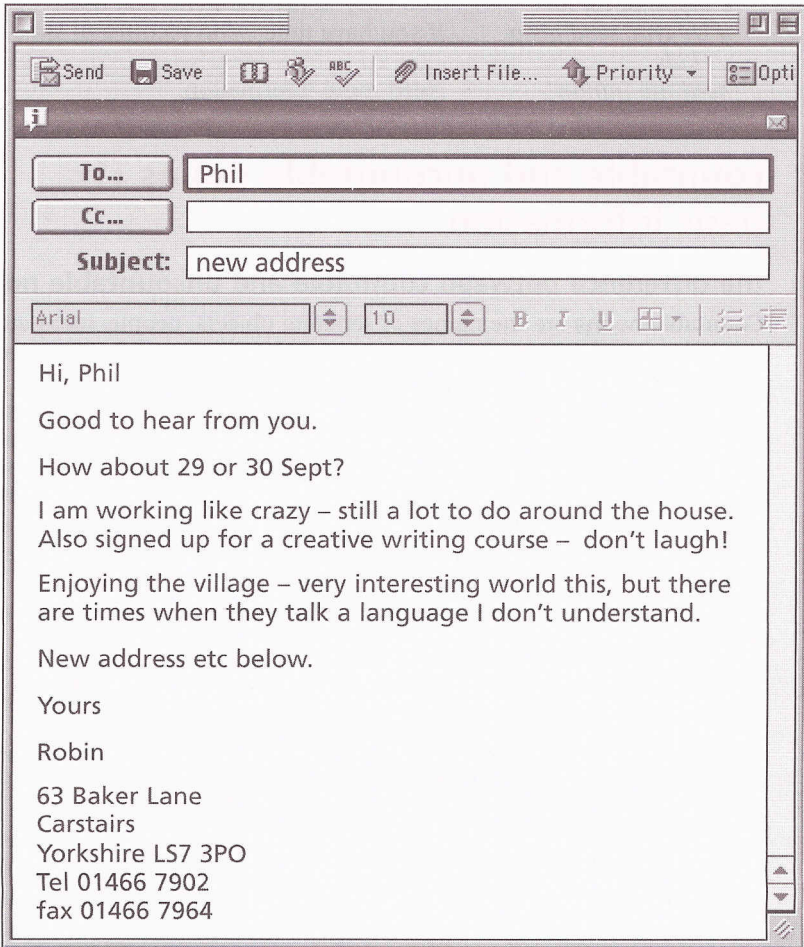 Send Save ABC Insert File... Priority Opti
To... Phil
Cc...
Subject: new address
Arial 10 B I U
Hi, Phil
Good to hear from you.
How about 29 or 30 Sept?
I am working like crazy – still a lot to do around the house.
Also signed up for a creative writing course – don't laugh!
Enjoying the village – very interesting world this, but there
are times when they talk a language I don't understand.
New address etc below.
Yours
Robin
63 Baker Lane
Carstairs
Yorkshire LS7 3PO
Tel 01466 7902
fax 01466 7964